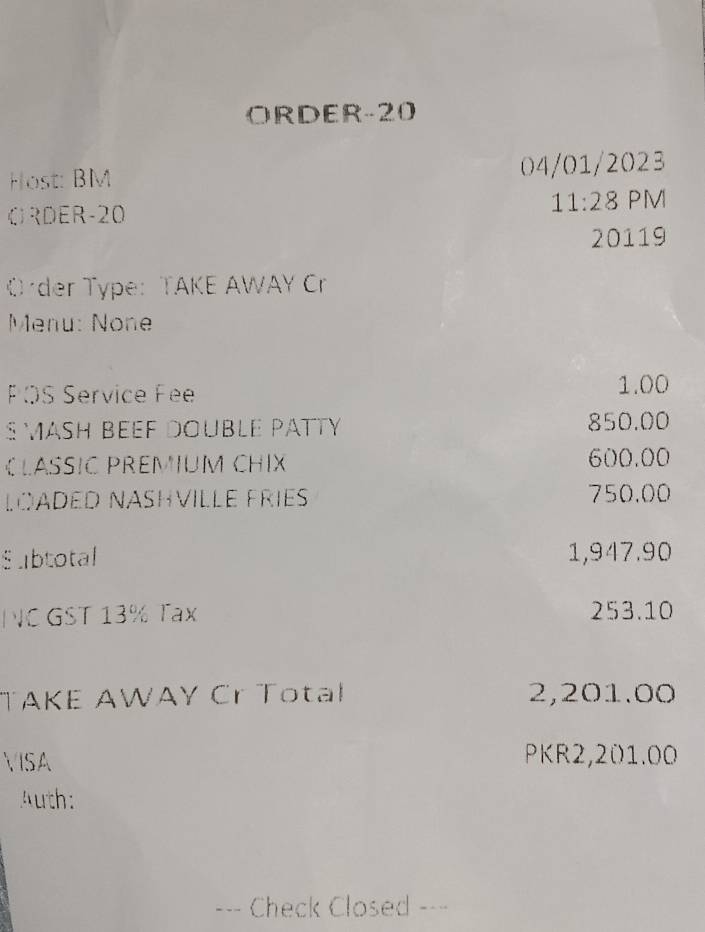 ORDER-20
Host: BM 04/01/2023
ORDER-20 11:28 PM
20119
Order Type: TAKE AWAY Cr
Menu: None
POS Service Fee 1.00
SMASH BEEF DOUBLE PATTY 850.00
CLASSIC PREMIUM CHIX 600.00
LOADED NASHVILLE FRIES 750.00
Subtotal 1,947.90
INC GST 13% Tax 253.10
TAKE AWAY Cr Total 2,201.00
VISA PKR2,201.00
Auth:
--- Check Closed ---